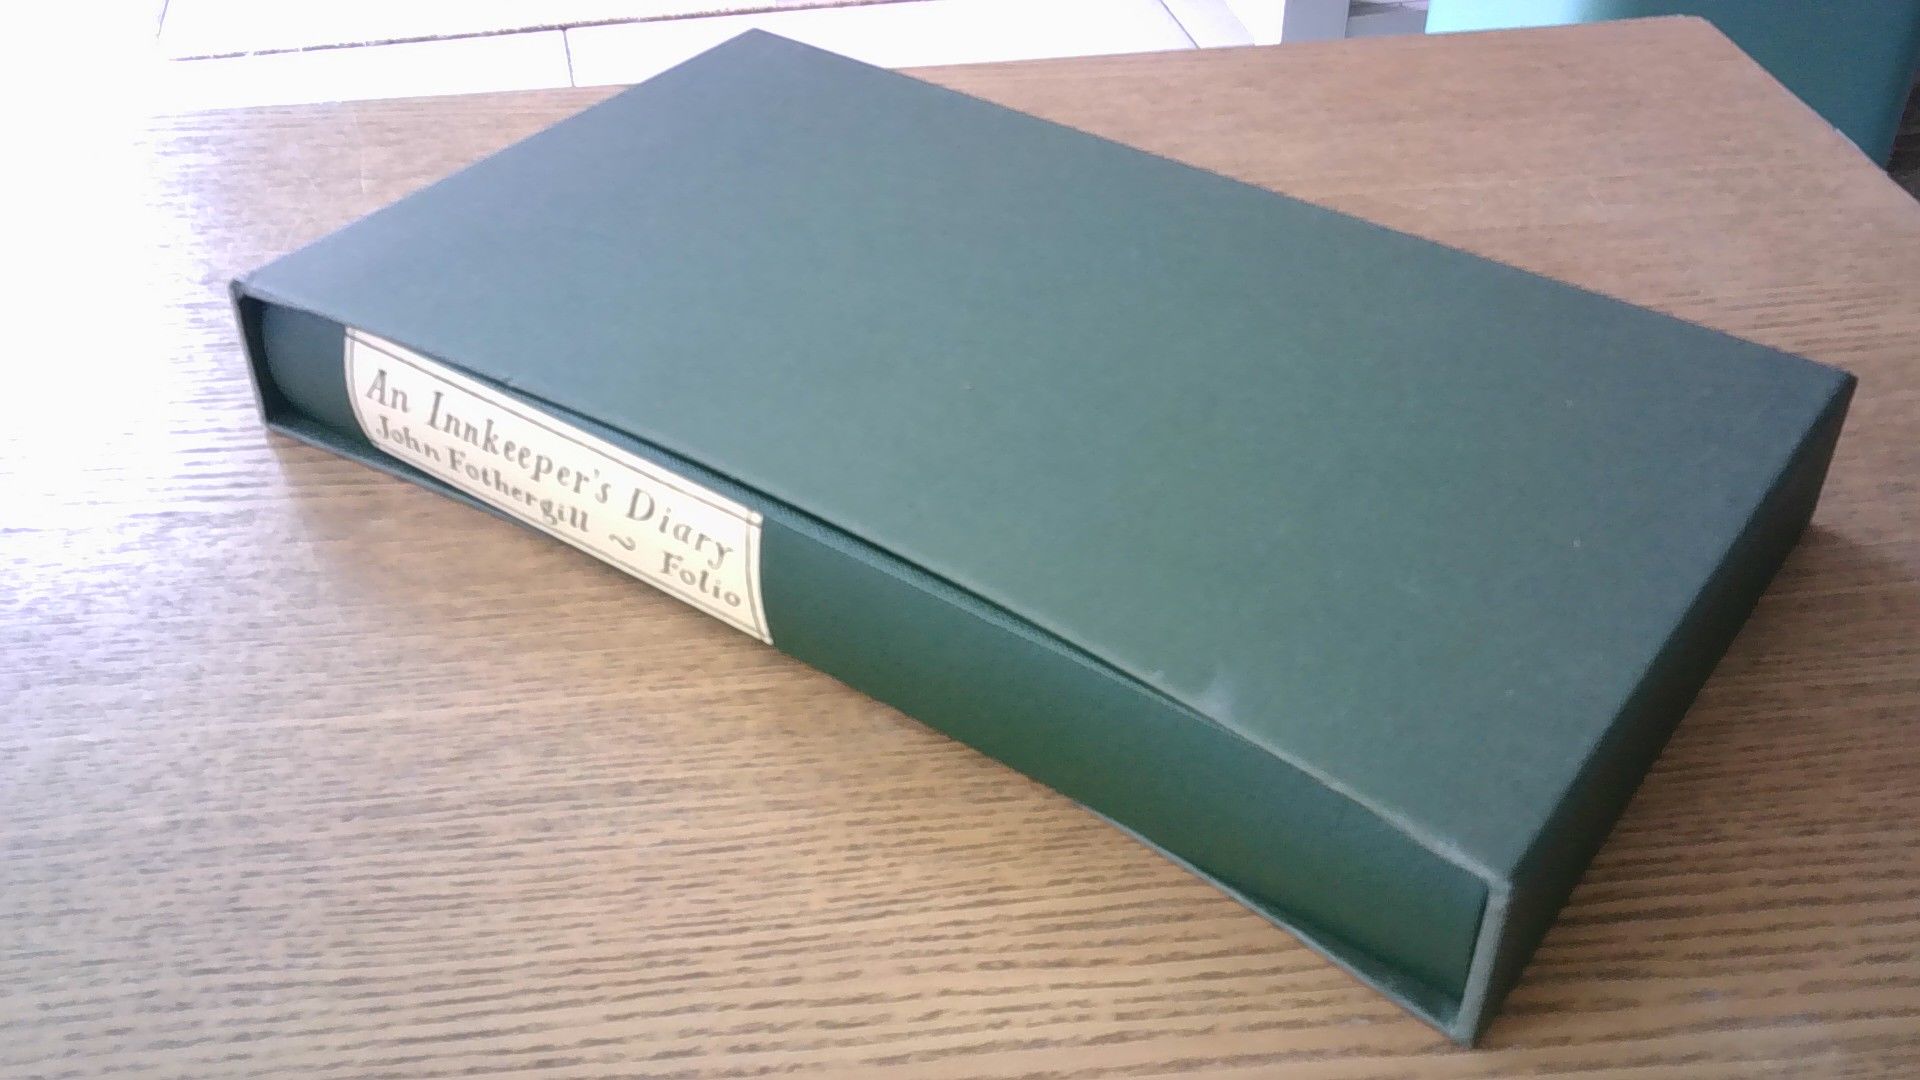 An Innkeeper's Diary
John Fothergill ~ Folio